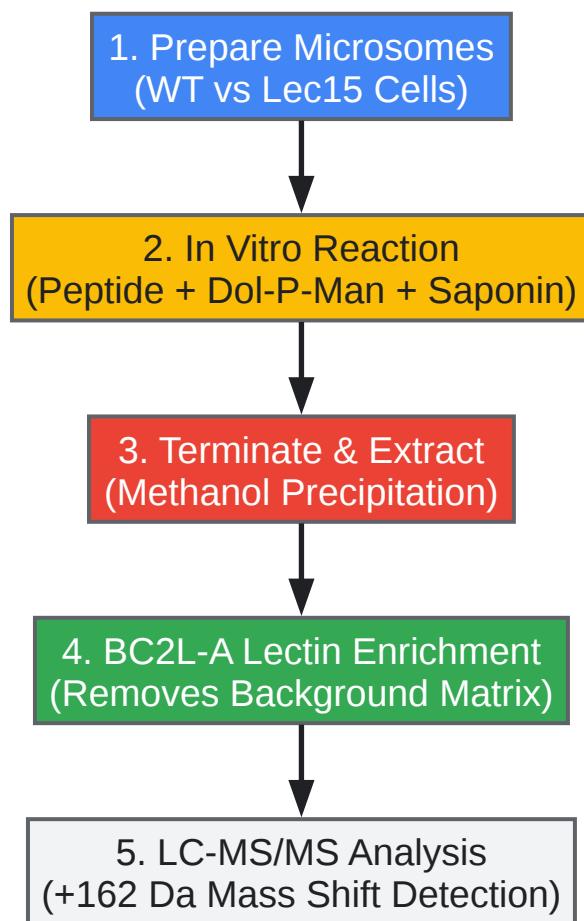 1. Prepare Microsomes
(WT vs Lec15 Cells)
2. In Vitro Reaction
(Peptide + Dol-P-Man + Saponin)
3. Terminate & Extract
(Methanol Precipitation)
4. BC2L-A Lectin Enrichment
(Removes Background Matrix)
5. LC-MS/MS Analysis
(+162 Da Mass Shift Detection)